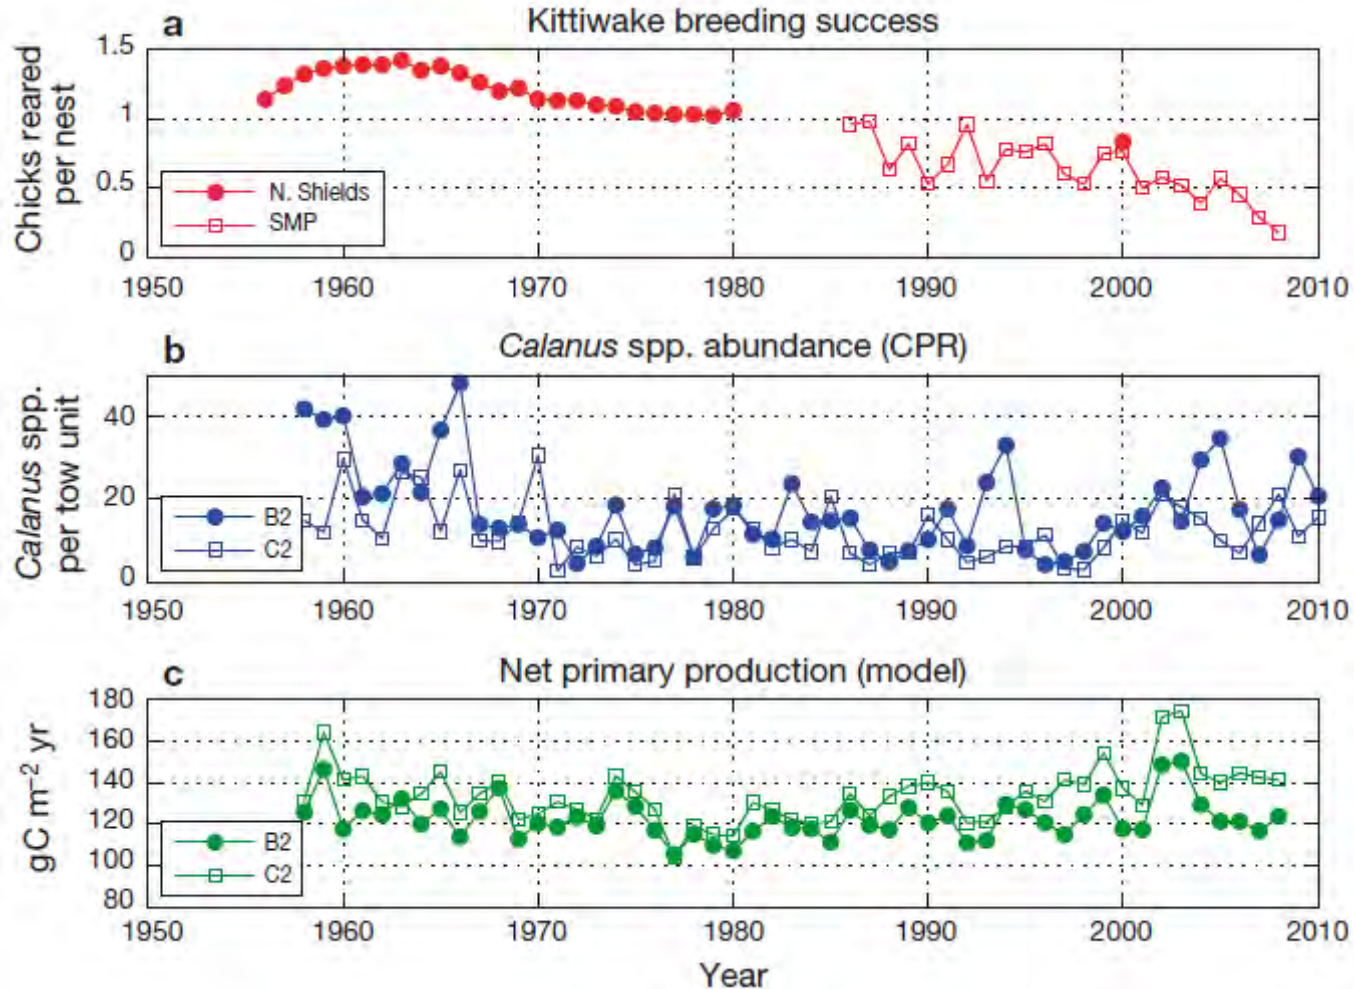 a Kittiwake breeding success
Chicks reared
per nest
1.5
1
0.5
0
N. Shields
SMP
1950 1960 1970 1980 1990 2000 2010
b Calanus spp. abundance (CPR)
Calanus spp.
per tow unit
40
20
0
B2
C2
1950 1960 1970 1980 1990 2000 2010
c Net primary production (model)
gC m⁻² yr
180
160
140
120
100
80
B2
C2
1950 1960 1970 1980 1990 2000 2010
Year